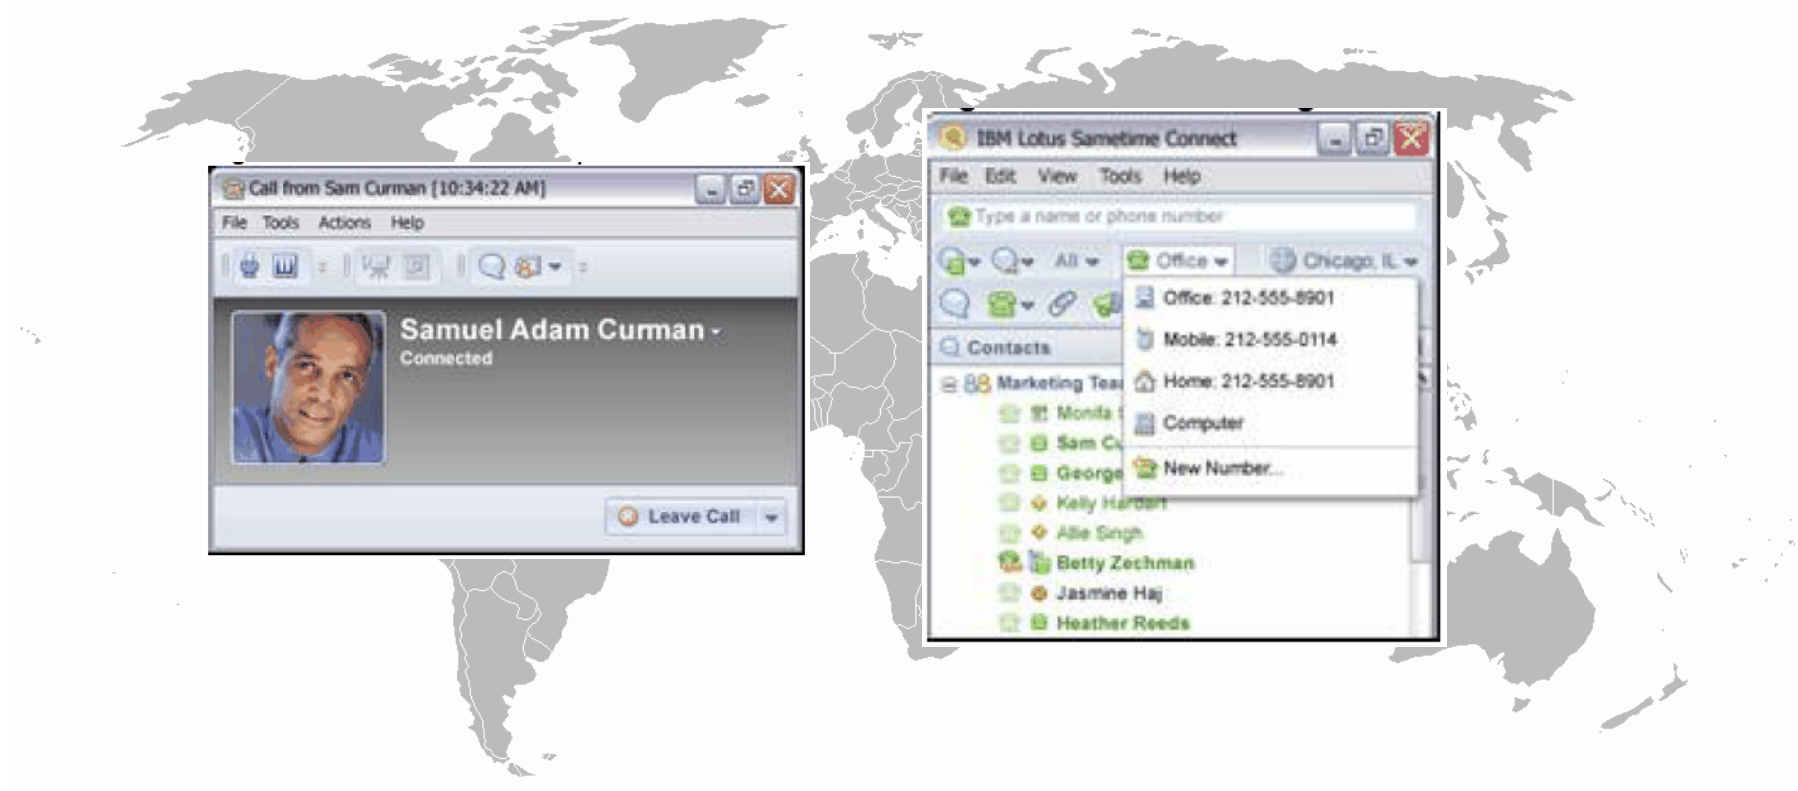 Call from Sam Curman [10:34:22 AM]
File Tools Actions Help
Samuel Adam Curman
Connected
Leave Call
IBM Lotus Sametime Connect
File Edit View Tools Help
Type a name or phone number
All Office Chicago, IL
Office: 212-555-8901
Mobile: 212-555-0114
Home: 212-555-8901
Computer
New Number...
Contacts
Marketing
Monifa
Sam
George
Kelly Hardart
Allie Singh
Betty Zechman
Jasmine Haj
Heather Reeds